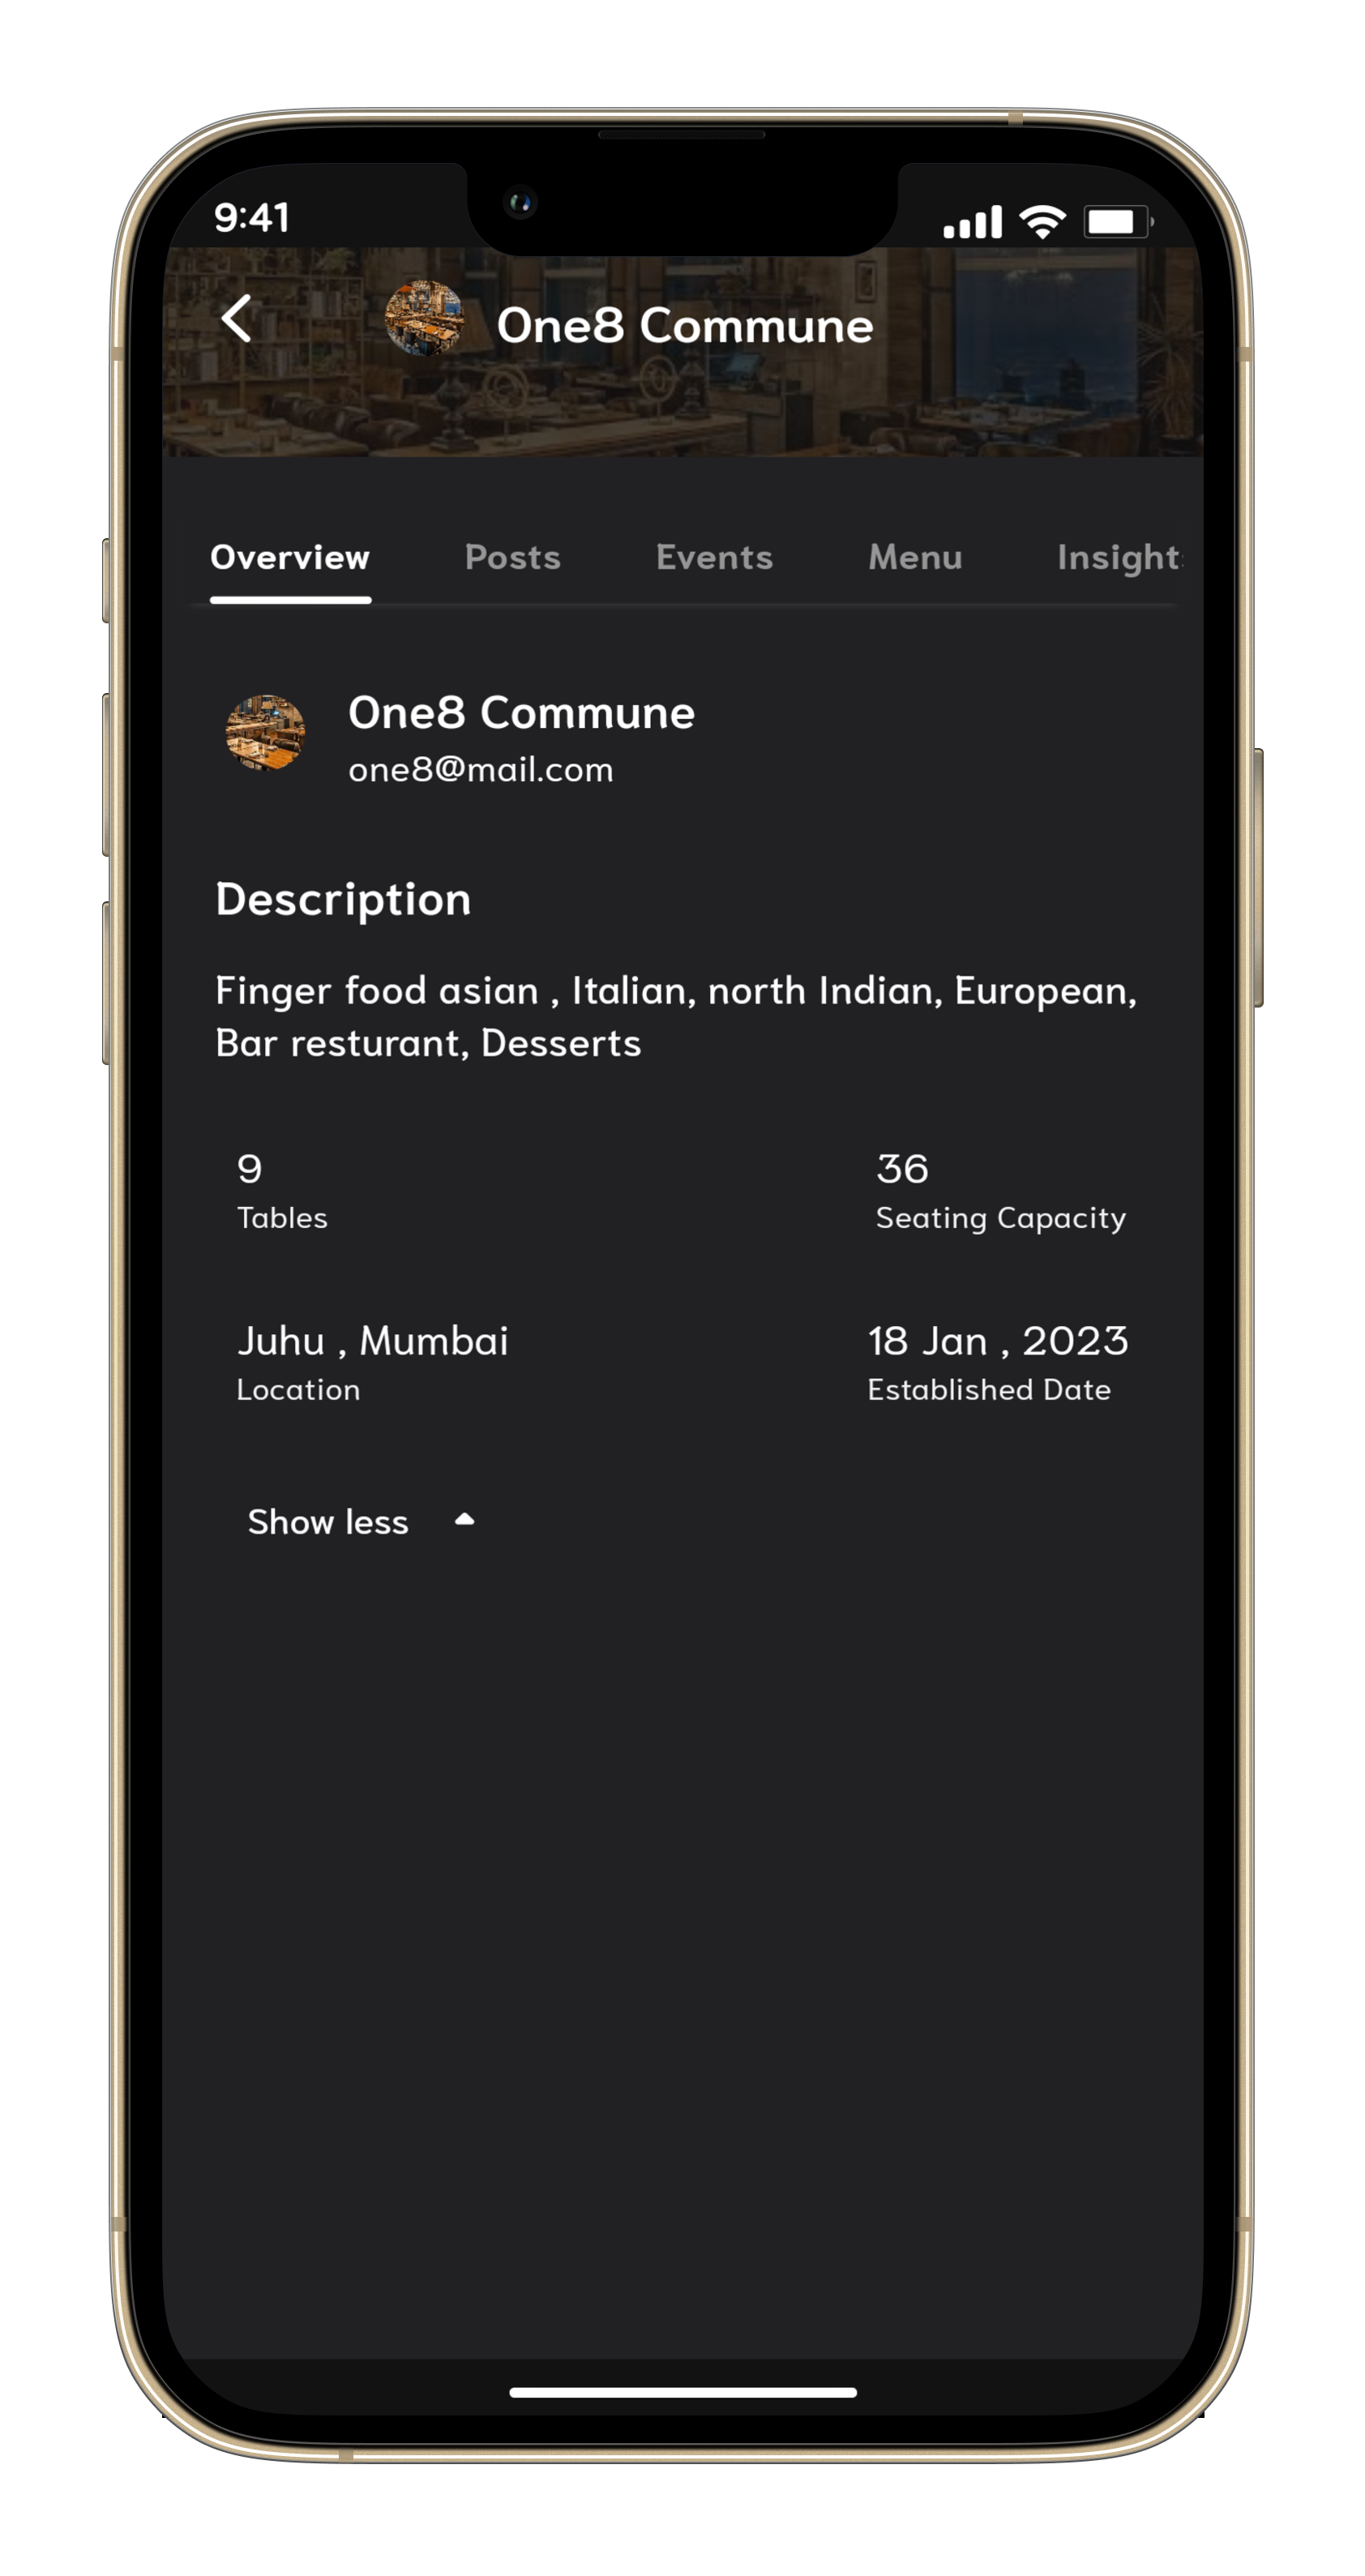 9:41
One8 Commune
Overview Posts Events Menu Insight
One8 Commune
one8@mail.com
Description
Finger food asian , Italian, north Indian, European,
Bar resturant, Desserts
9 36
Tables Seating Capacity
Juhu , Mumbai 18 Jan , 2023
Location Established Date
Show less